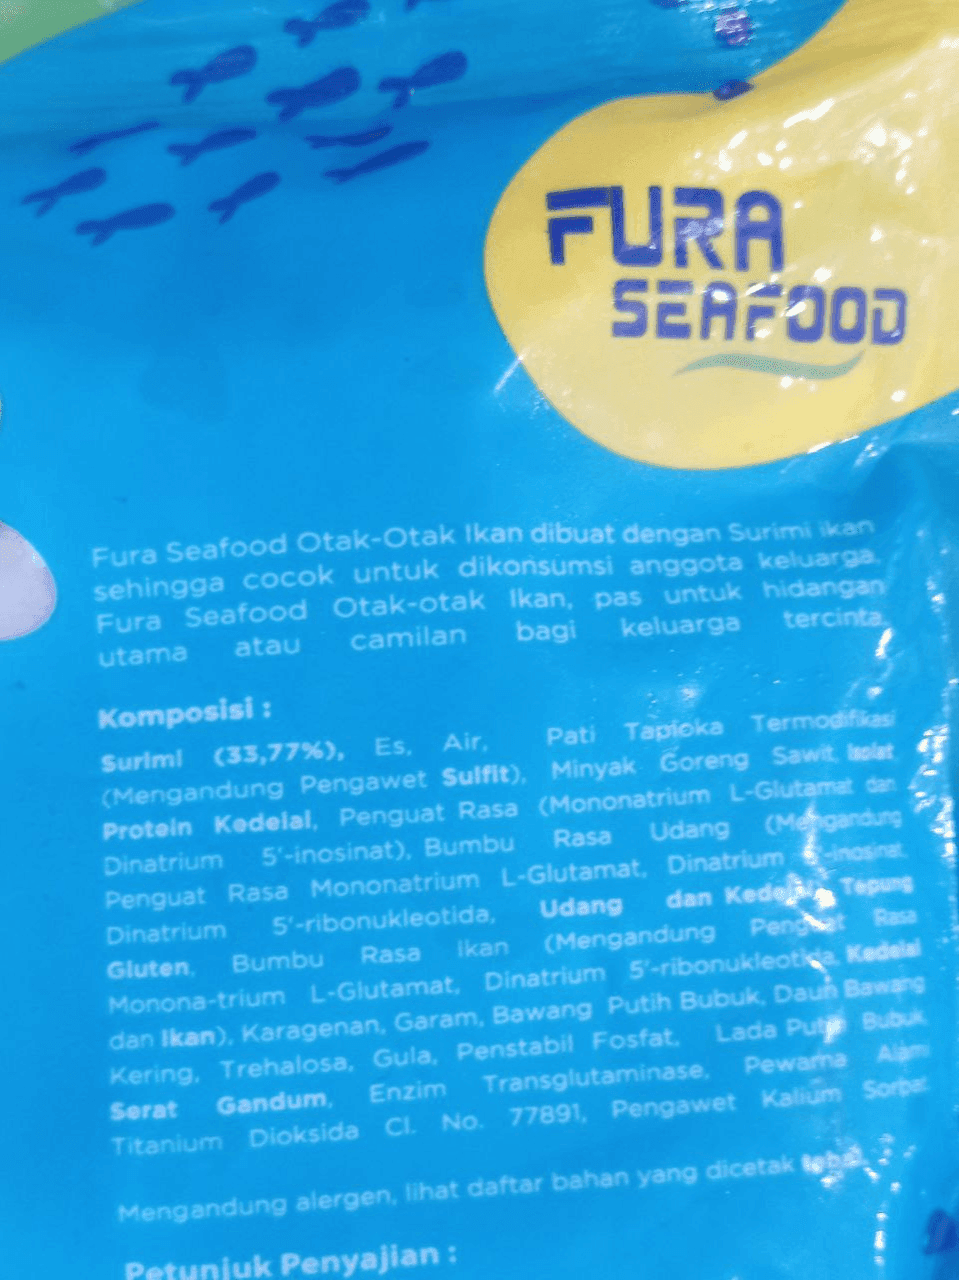 FURA
SEAFOOD
Fura Seafood Otak-Otak Ikan dibuat dengan Surimi ikan
sehingga cocok untuk dikonsumsi anggota keluarga.
Fura Seafood Otak-otak Ikan, pas untuk hidangan
utama atau camilan bagi keluarga tercinta.
Komposisi :
Surimi (33,77%), Es, Air, Pati Tapioka Termodifikasi
(Mengandung Pengawet Sulfit), Minyak Goreng Sawit, Isolat
Protein Kedelai, Penguat Rasa (Mononatrium L-Glutamat dan
Dinatrium 5'-inosinat), Bumbu Rasa Udang (Mengandung
Penguat Rasa Mononatrium L-Glutamat, Dinatrium 5'-inosinat,
Dinatrium 5'-ribonukleotida, Udang dan Kedelai), Tepung
Gluten, Bumbu Rasa Ikan (Mengandung Penguat Rasa
Monona-trium L-Glutamat, Dinatrium 5'-ribonukleotida, Kedelai
dan Ikan), Karagenan, Garam, Bawang Putih Bubuk, Daun Bawang
Kering, Trehalosa, Gula, Penstabil Fosfat, Lada Putih Bubuk,
Serat Gandum, Enzim Transglutaminase, Pewarna Alami
Titanium Dioksida CI. No. 77891, Pengawet Kalium Sorbat
Mengandung alergen, lihat daftar bahan yang dicetak tebal
Petunjuk Penyajian :